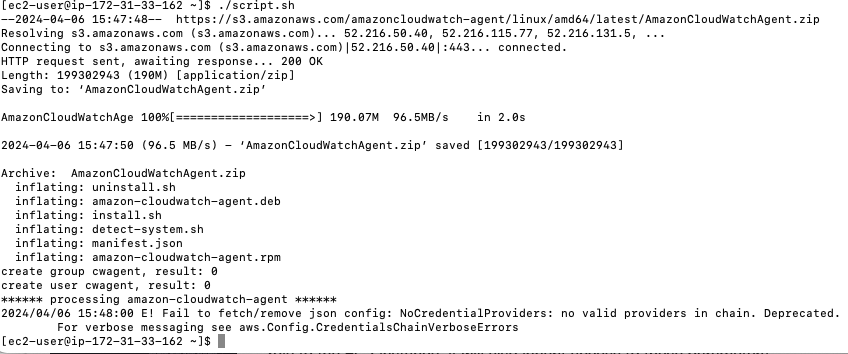 [ec2-user@ip-172-31-33-162 ~]$ ./script.sh
--2024-04-06 15:47:48--  https://s3.amazonaws.com/amazoncloudwatch-agent/linux/amd64/latest/AmazonCloudWatchAgent.zip
Resolving s3.amazonaws.com (s3.amazonaws.com)... 52.216.50.40, 52.216.115.77, 52.216.131.5, ...
Connecting to s3.amazonaws.com (s3.amazonaws.com)|52.216.50.40|:443... connected.
HTTP request sent, awaiting response... 200 OK
Length: 199302943 (190M) [application/zip]
Saving to: ‘AmazonCloudWatchAgent.zip’
AmazonCloudWatchAge 100%[===================>] 190.07M  96.5MB/s    in 2.0s
2024-04-06 15:47:50 (96.5 MB/s) – ‘AmazonCloudWatchAgent.zip’ saved [199302943/199302943]
Archive:  AmazonCloudWatchAgent.zip
  inflating: uninstall.sh
  inflating: amazon-cloudwatch-agent.deb
  inflating: install.sh
  inflating: detect-system.sh
  inflating: manifest.json
  inflating: amazon-cloudwatch-agent.rpm
create group cwagent, result: 0
create user cwagent, result: 0
****** processing amazon-cloudwatch-agent ******
2024/04/06 15:48:00 E! Fail to fetch/remove json config: NoCredentialProviders: no valid providers in chain. Deprecated.
        For verbose messaging see aws.Config.CredentialsChainVerboseErrors
[ec2-user@ip-172-31-33-162 ~]$